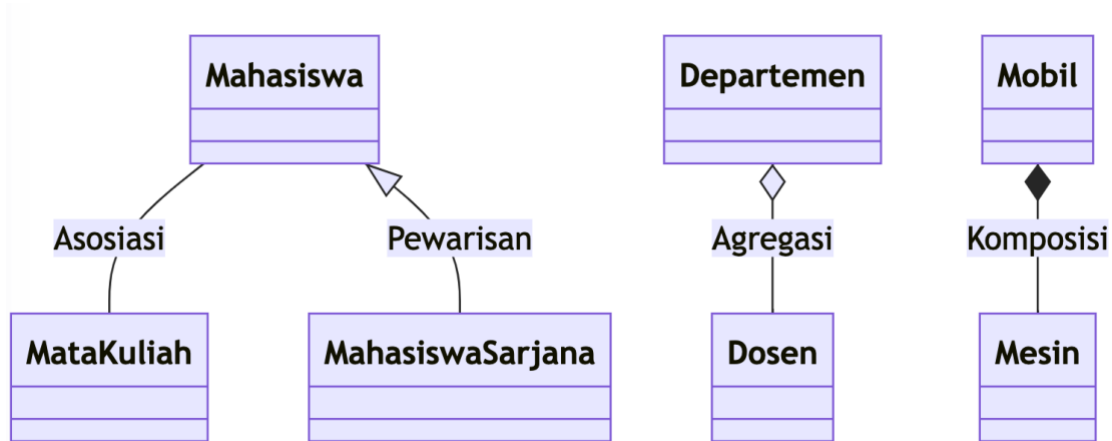 Mahasiswa
Departemen
Mobil
Asosiasi
Pewarisan
Agregasi
Komposisi
MataKuliah
MahasiswaSarjana
Dosen
Mesin